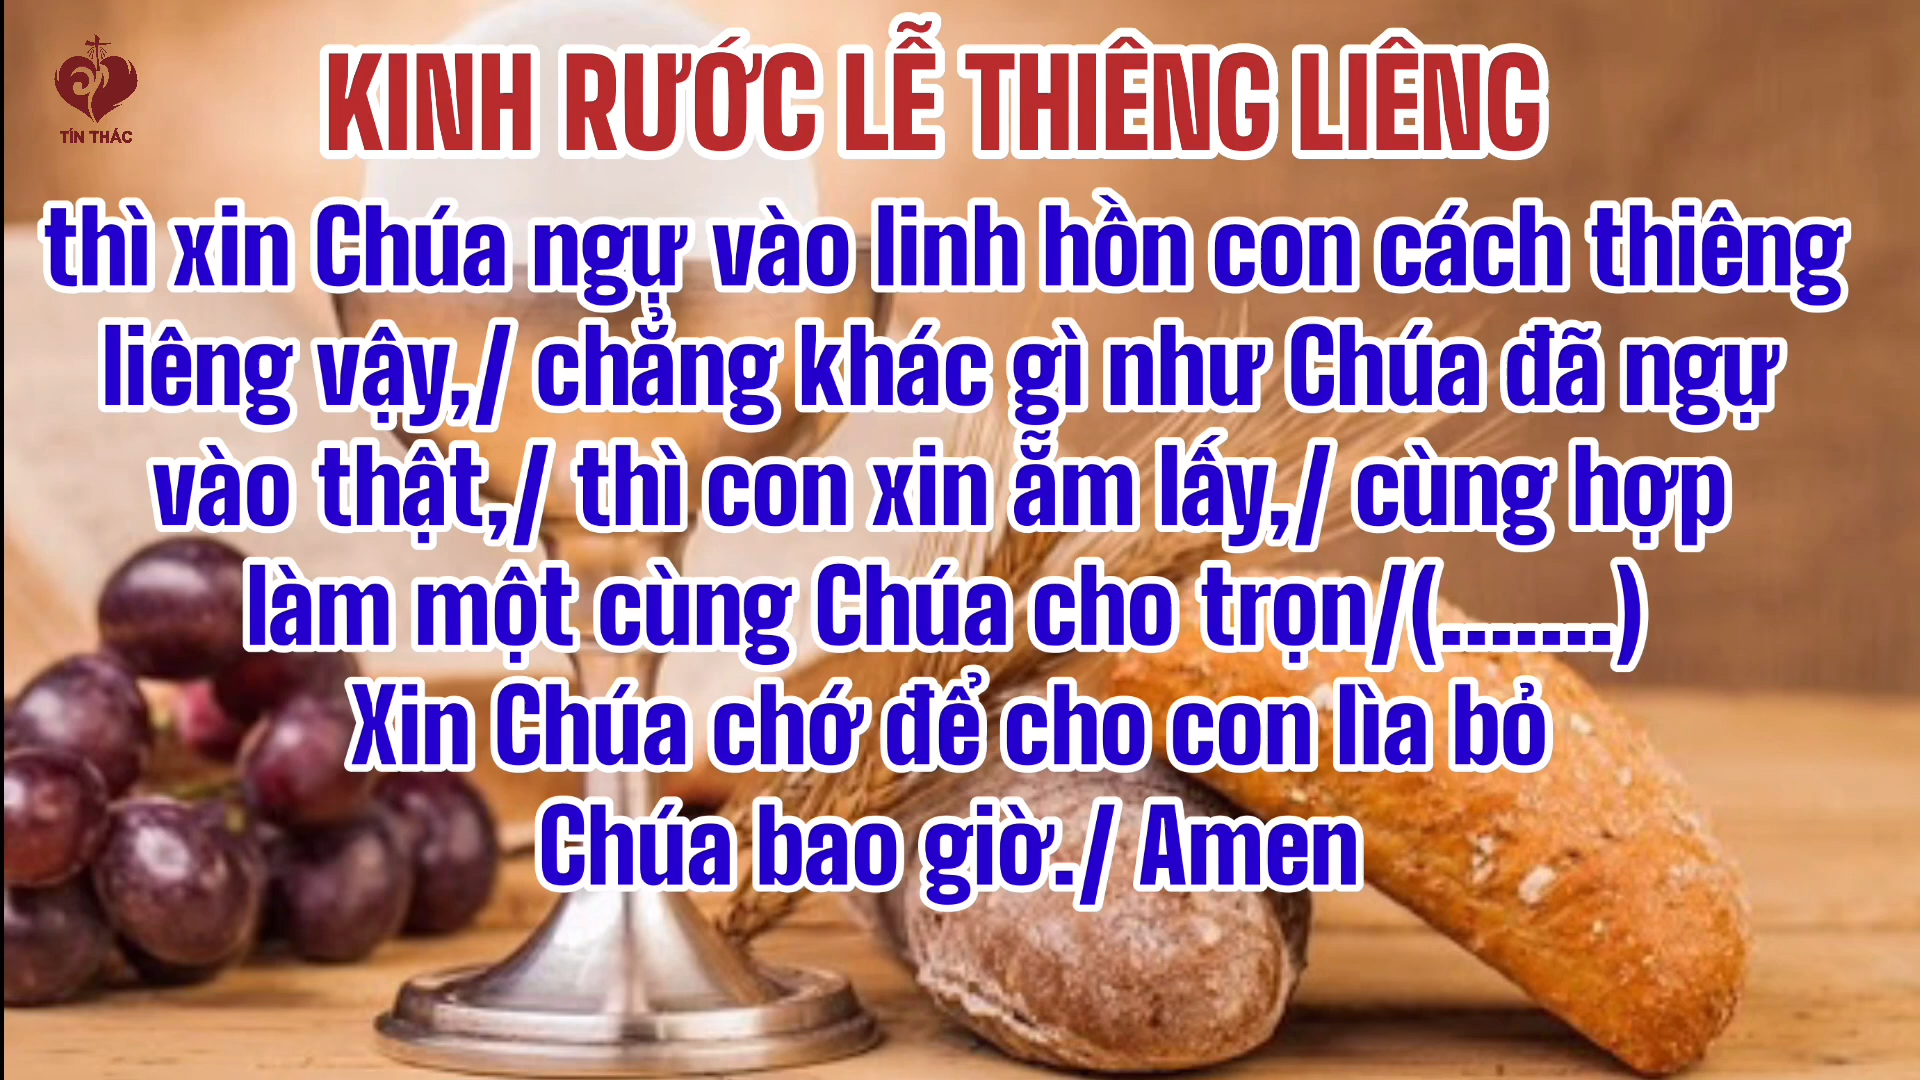 TÍN THÁC
KINH RƯỚC LỄ THIÊNG LIÊNG
thì xin Chúa ngự vào linh hồn con cách thiêng
liêng vậy,/ chẳng khác gì như Chúa đã ngự
vào thật,/ thì con xin ẵm lấy,/ cùng hợp
làm một cùng Chúa cho trọn/(.......)
Xin Chúa chớ để cho con lìa bỏ
Chúa bao giờ./ Amen